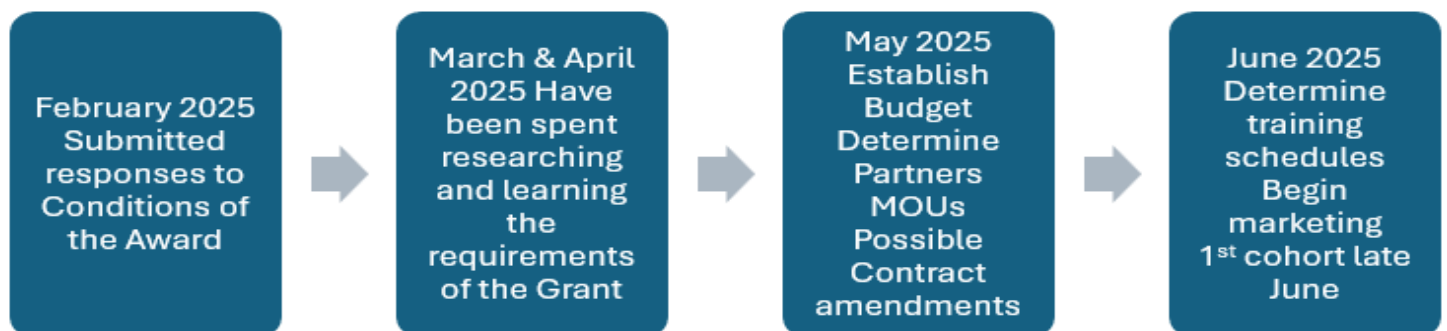 February 2025
Submitted
responses to
Conditions of
the Award
March & April
2025 Have
been spent
researching
and learning
the
requirements
of the Grant
May 2025
Establish
Budget
Determine
Partners
MOUs
Possible
Contract
amendments
June 2025
Determine
training
schedules
Begin
marketing
1st cohort late
June